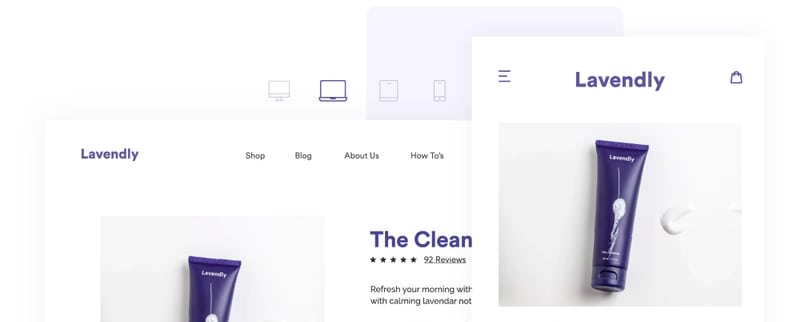 Lavendly
Shop Blog About Us How To's
The Clean
92 Reviews
Refresh your morning with
with calming lavendar not
Lavendly
Lavendly
Lavendly